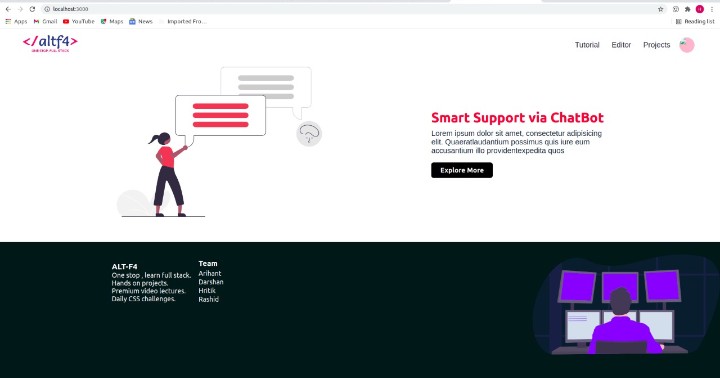 localhost:3000
Apps
Gmail
YouTube
Maps
News
Imported Fro...
Reading list
</altf4>
Tutorial
Editor
Projects
Smart Support via ChatBot
Lorem ipsum dolor sit amet, consectetur adipisicing
elit. Quaeratlaudantium possimus quis iure eum
accusantium illo providentexpedita quos
Explore More
ALT-F4
One stop , learn full stack.
Hands on projects.
Premium video lectures.
Daily CSS challenges.
Team
Arihant
Darshan
Hritik
Rashid